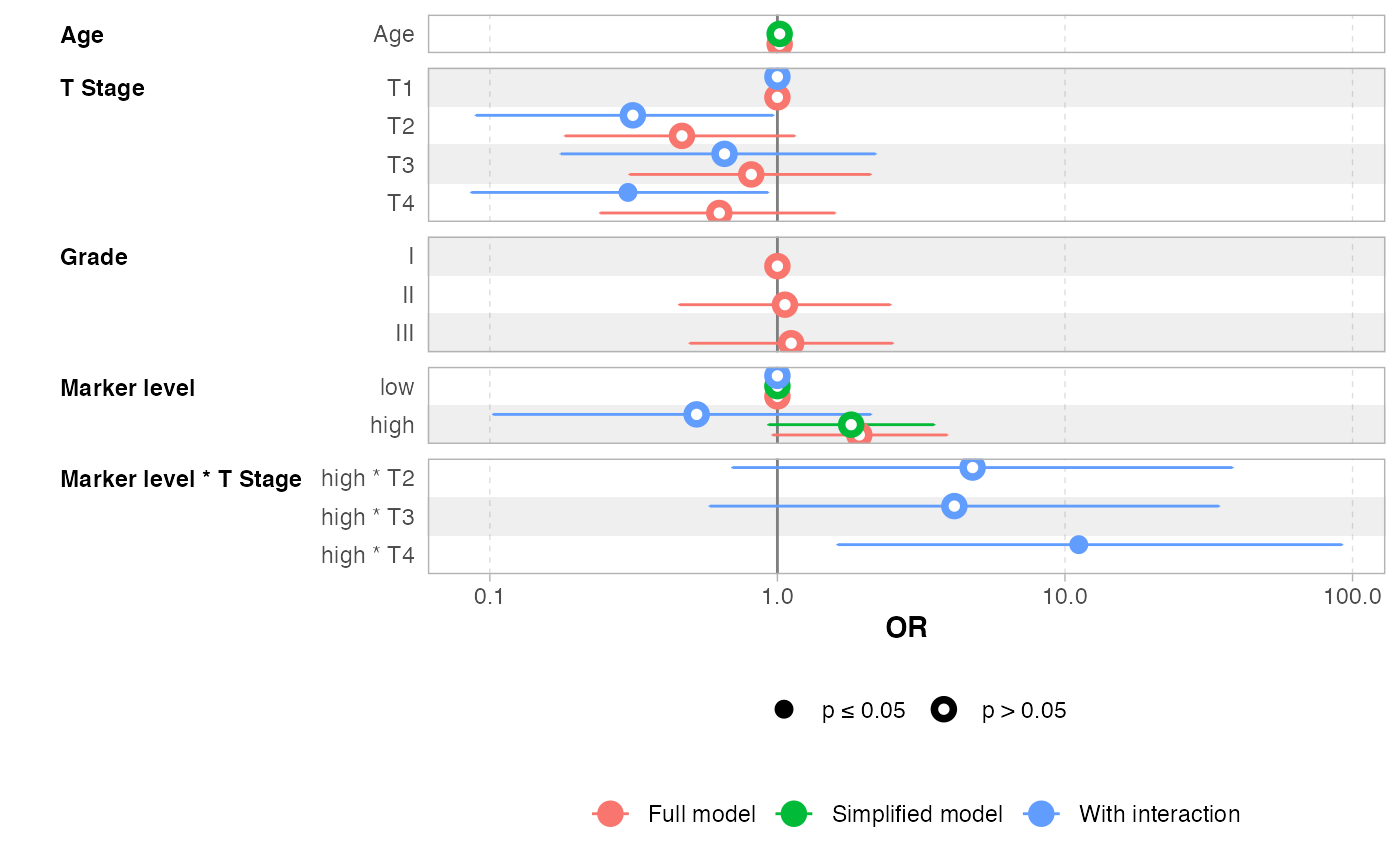 Age Age
T Stage T1
T2
T3
T4
Grade I
II
III
Marker level low
high
Marker level * T Stage high * T2
high * T3
high * T4
0.1 1.0 10.0 100.0
OR
p ≤ 0.05 p > 0.05
Full model Simplified model With interaction